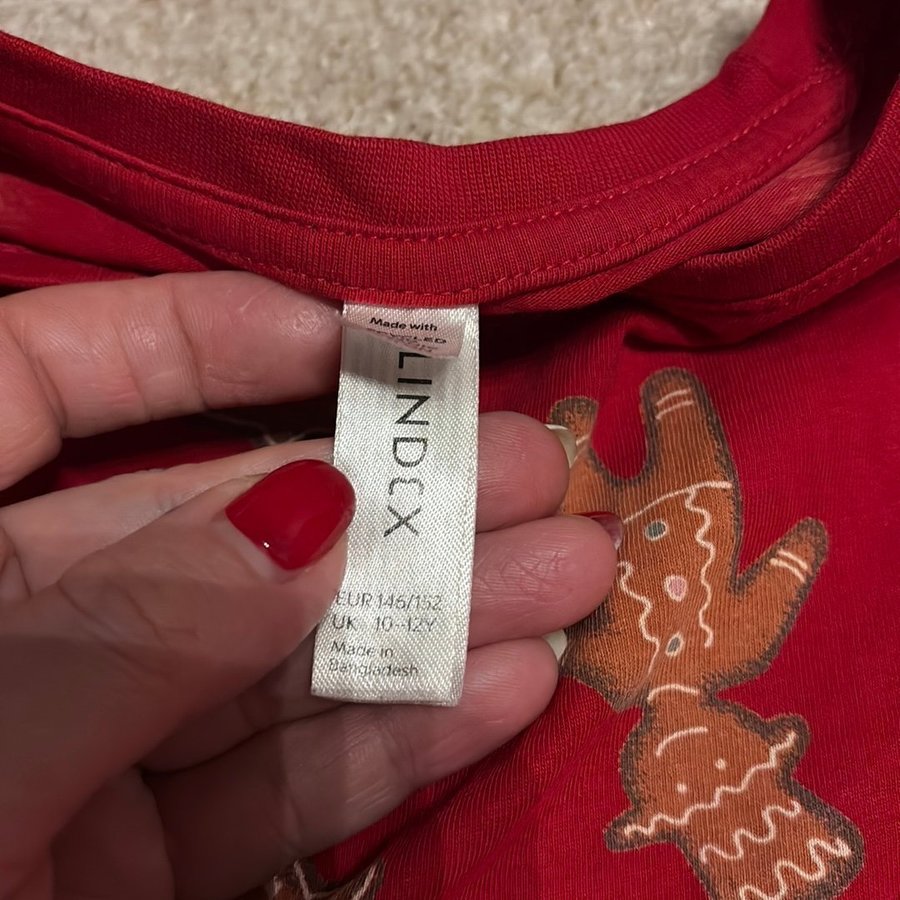 Made with
LINDEX
EUR 146/152
UK 10-12Y
Made in
Bangladesh